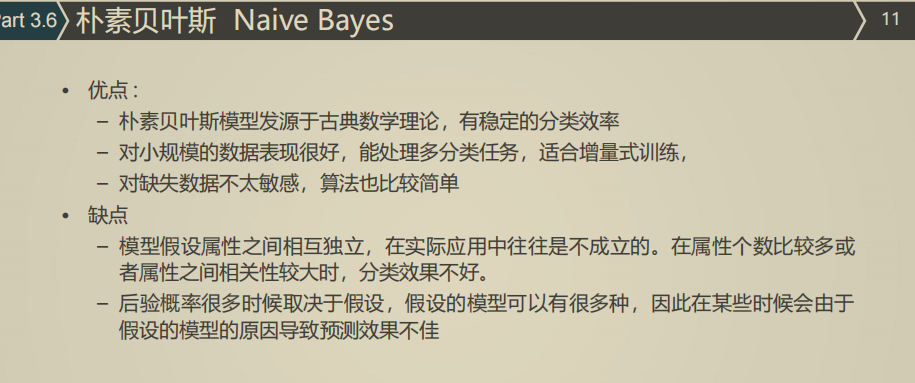 art 3.6 朴素贝叶斯 Naive Bayes 11
• 优点：
– 朴素贝叶斯模型发源于古典数学理论，有稳定的分类效率
– 对小规模的数据表现很好，能处理多分类任务，适合增量式训练，
– 对缺失数据不太敏感，算法也比较简单
• 缺点
– 模型假设属性之间相互独立，在实际应用中往往是不成立的。在属性个数比较多或
者属性之间相关性较大时，分类效果不好。
– 后验概率很多时候取决于假设，假设的模型可以有很多种，因此在某些时候会由于
假设的模型的原因导致预测效果不佳